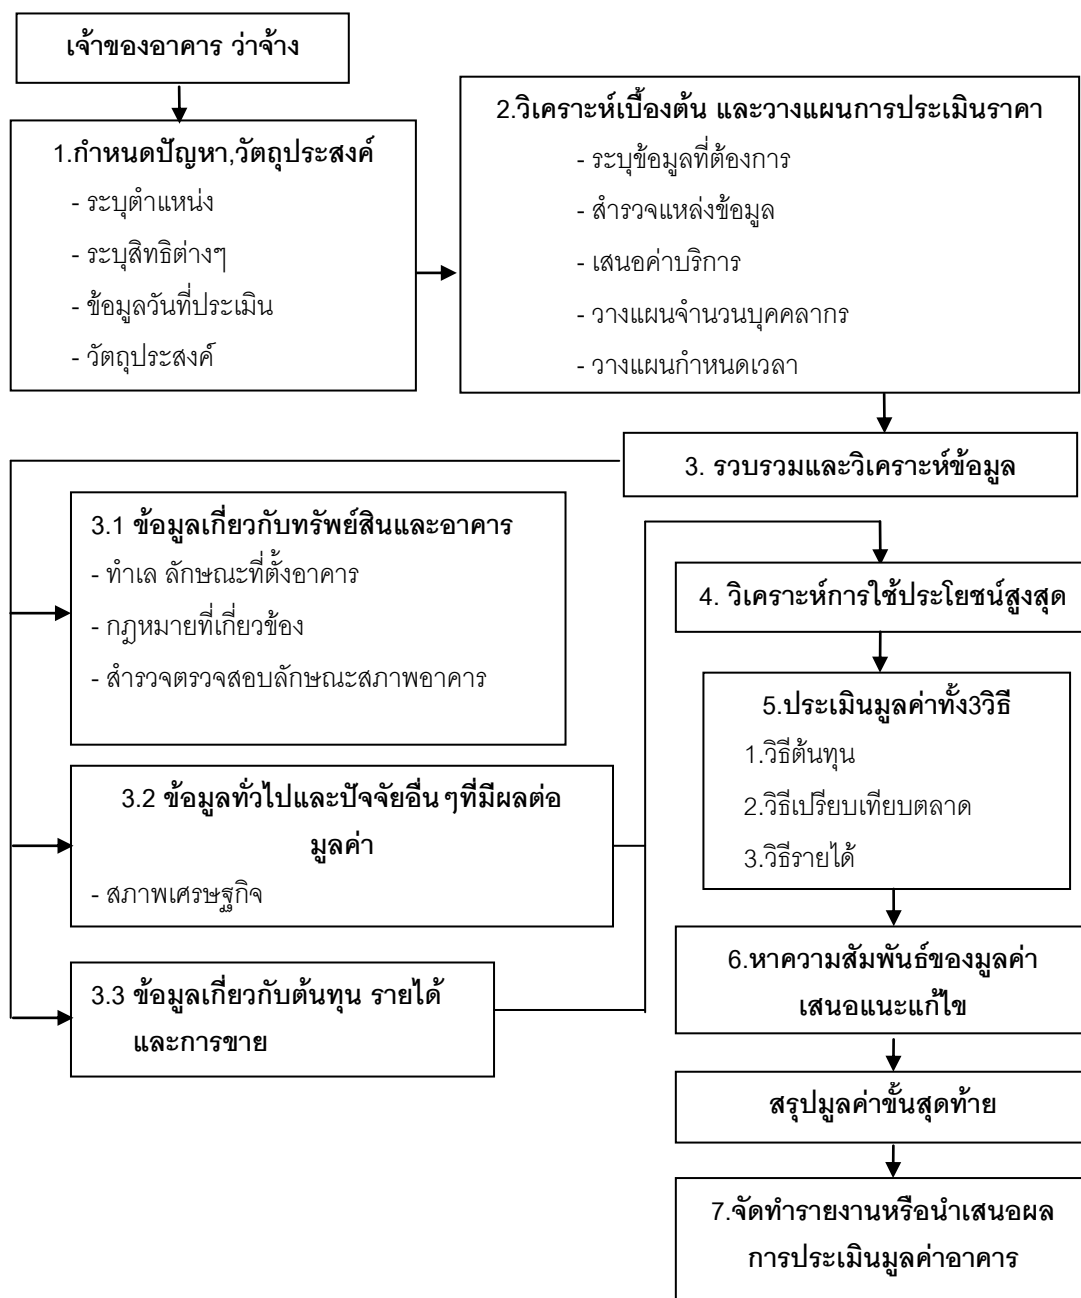 เจ้าของอาคาร ว่าจ้าง
1.กำหนดปัญหา,วัตถุประสงค์
- ระบุตำแหน่ง
- ระบุสิทธิต่างๆ
- ข้อมูลวันที่ประเมิน
- วัตถุประสงค์
2.วิเคราะห์เบื้องต้น และวางแผนการประเมินราคา
- ระบุข้อมูลที่ต้องการ
- สำรวจแหล่งข้อมูล
- เสนอค่าบริการ
- วางแผนจำนวนบุคคลากร
- วางแผนกำหนดเวลา
3. รวบรวมและวิเคราะห์ข้อมูล
3.1 ข้อมูลเกี่ยวกับทรัพย์สินและอาคาร
- ทำเล ลักษณะที่ตั้งอาคาร
- กฎหมายที่เกี่ยวข้อง
- สำรวจตรวจสอบลักษณะสภาพอาคาร
3.2 ข้อมูลทั่วไปและปัจจัยอื่นๆที่มีผลต่อ
มูลค่า
- สภาพเศรษฐกิจ
3.3 ข้อมูลเกี่ยวกับต้นทุน รายได้
และการขาย
4. วิเคราะห์การใช้ประโยชน์สูงสุด
5.ประเมินมูลค่าทั้ง3วิธี
1.วิธีต้นทุน
2.วิธีเปรียบเทียบตลาด
3.วิธีรายได้
6.หาความสัมพันธ์ของมูลค่า
เสนอแนะแก้ไข
สรุปมูลค่าขั้นสุดท้าย
7.จัดทำรายงานหรือนำเสนอผล
การประเมินมูลค่าอาคาร